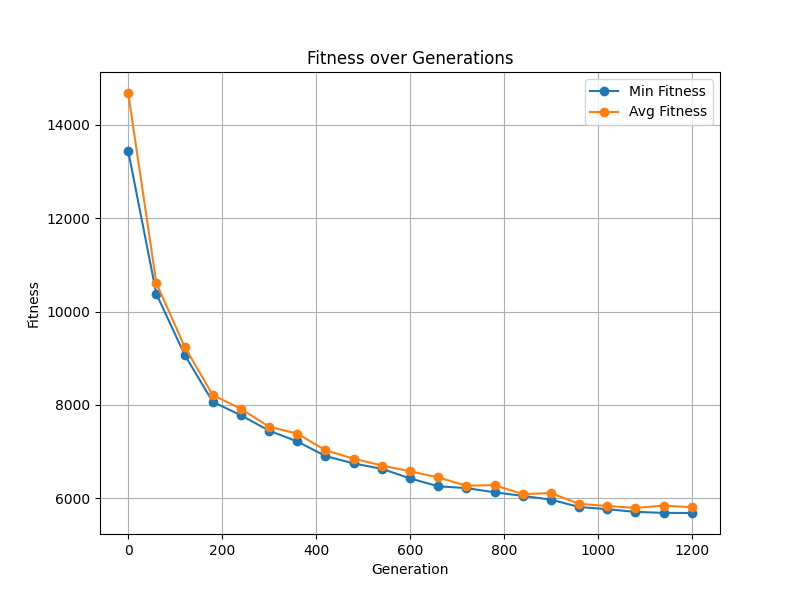 Fitness over Generations
Min Fitness
Avg Fitness
14000
12000
10000
8000
6000
Fitness
0 200 400 600 800 1000 1200
Generation